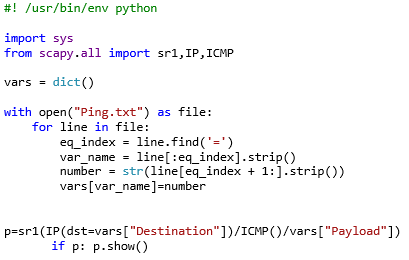 #! /usr/bin/env python
import sys
from scapy.all import sr1,IP,ICMP
vars = dict()
with open("Ping.txt") as file:
    for line in file:
        eq_index = line.find('=')
        var_name = line[:eq_index].strip()
        number = str(line[eq_index + 1:].strip())
        vars[var_name]=number
p=sr1(IP(dst=vars["Destination"])/ICMP()/vars["Payload"])
       if p: p.show()